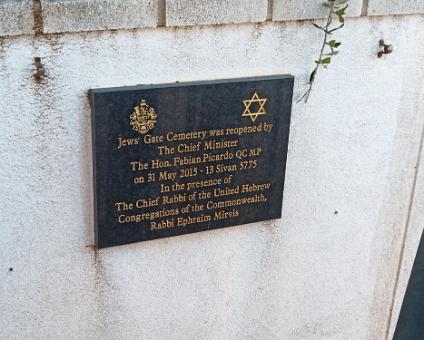 Jews' Gate Cemetery was reopened by
The Chief Minister
The Hon. Fabian Picardo QC MP
on 31 May 2015 - 13 Sivan 5775
In the presence of
The Chief Rabbi of the United Hebrew
Congregations of the Commonwealth,
Rabbi Ephraim Mirvis